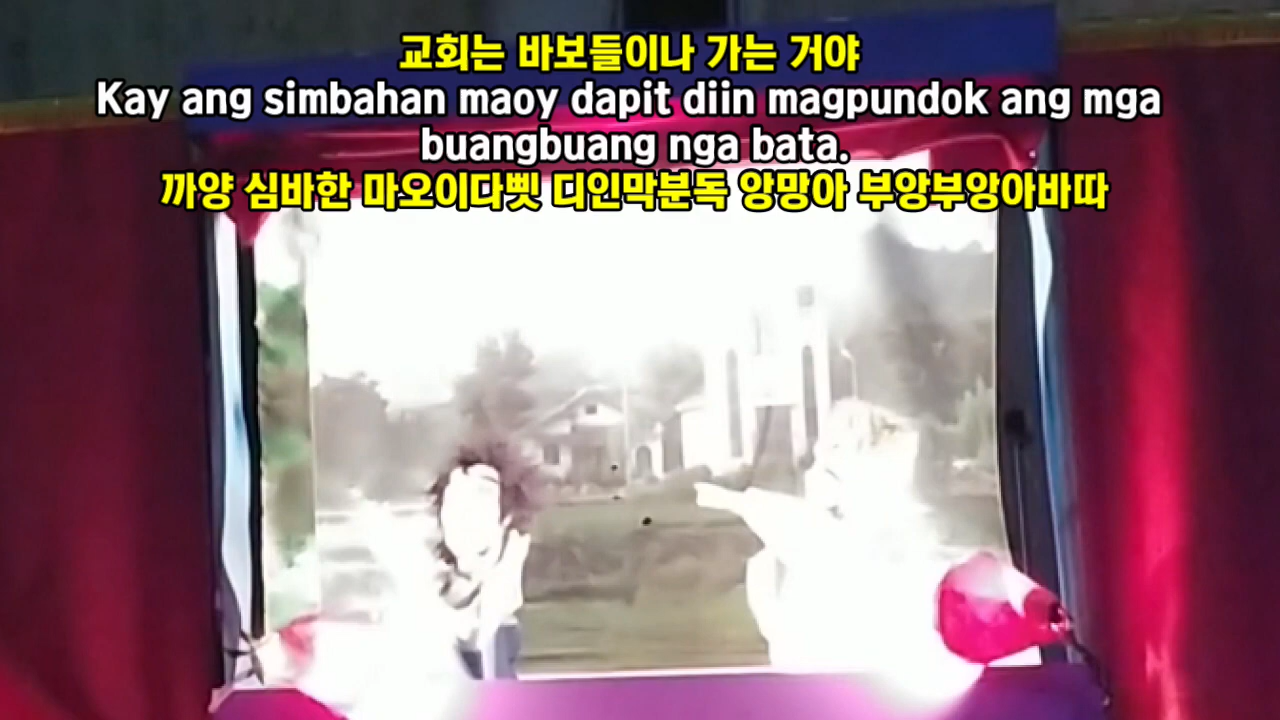 교회는 바보들이나 가는 거야
Kay ang simbahan maoy dapit diin magpundok ang mga
buangbuang nga bata.
까양 심바한 마오이다삣 디인막분독 앙망아 부앙부앙아바따